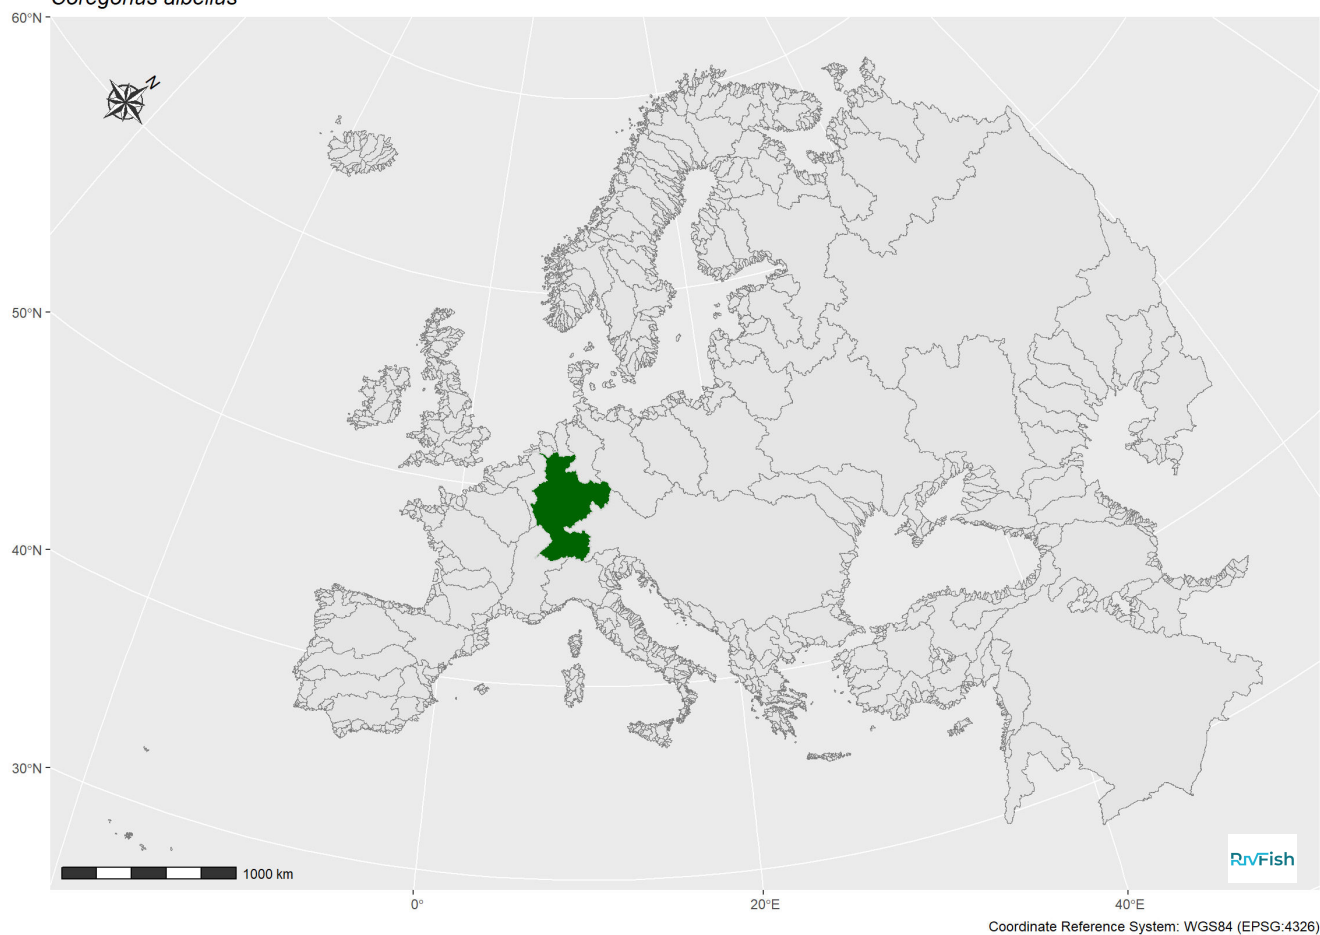 Coregonus albellus
60°N
N
50°N
40°N
30°N
RivFish
1000 km
0°
20°E
40°E
Coordinate Reference System: WGS84 (EPSG:4326)